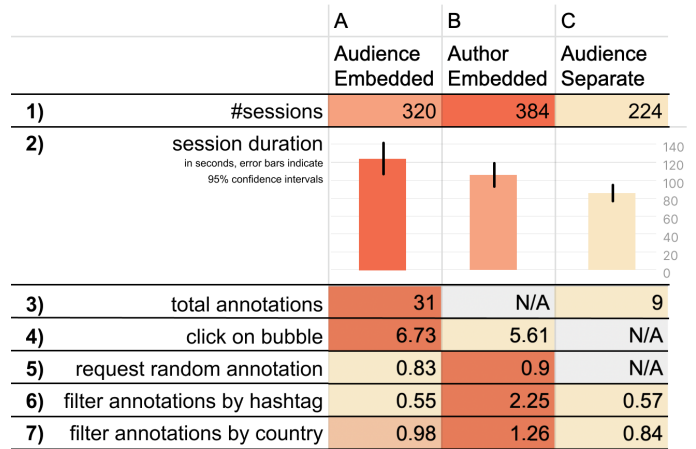 A B C
Audience Embedded Author Embedded Audience Separate
1) #sessions 320 384 224
2) session duration
in seconds, error bars indicate
95% confidence intervals
140
120
100
80
60
40
20
0
3) total annotations 31 N/A 9
4) click on bubble 6.73 5.61 N/A
5) request random annotation 0.83 0.9 N/A
6) filter annotations by hashtag 0.55 2.25 0.57
7) filter annotations by country 0.98 1.26 0.84